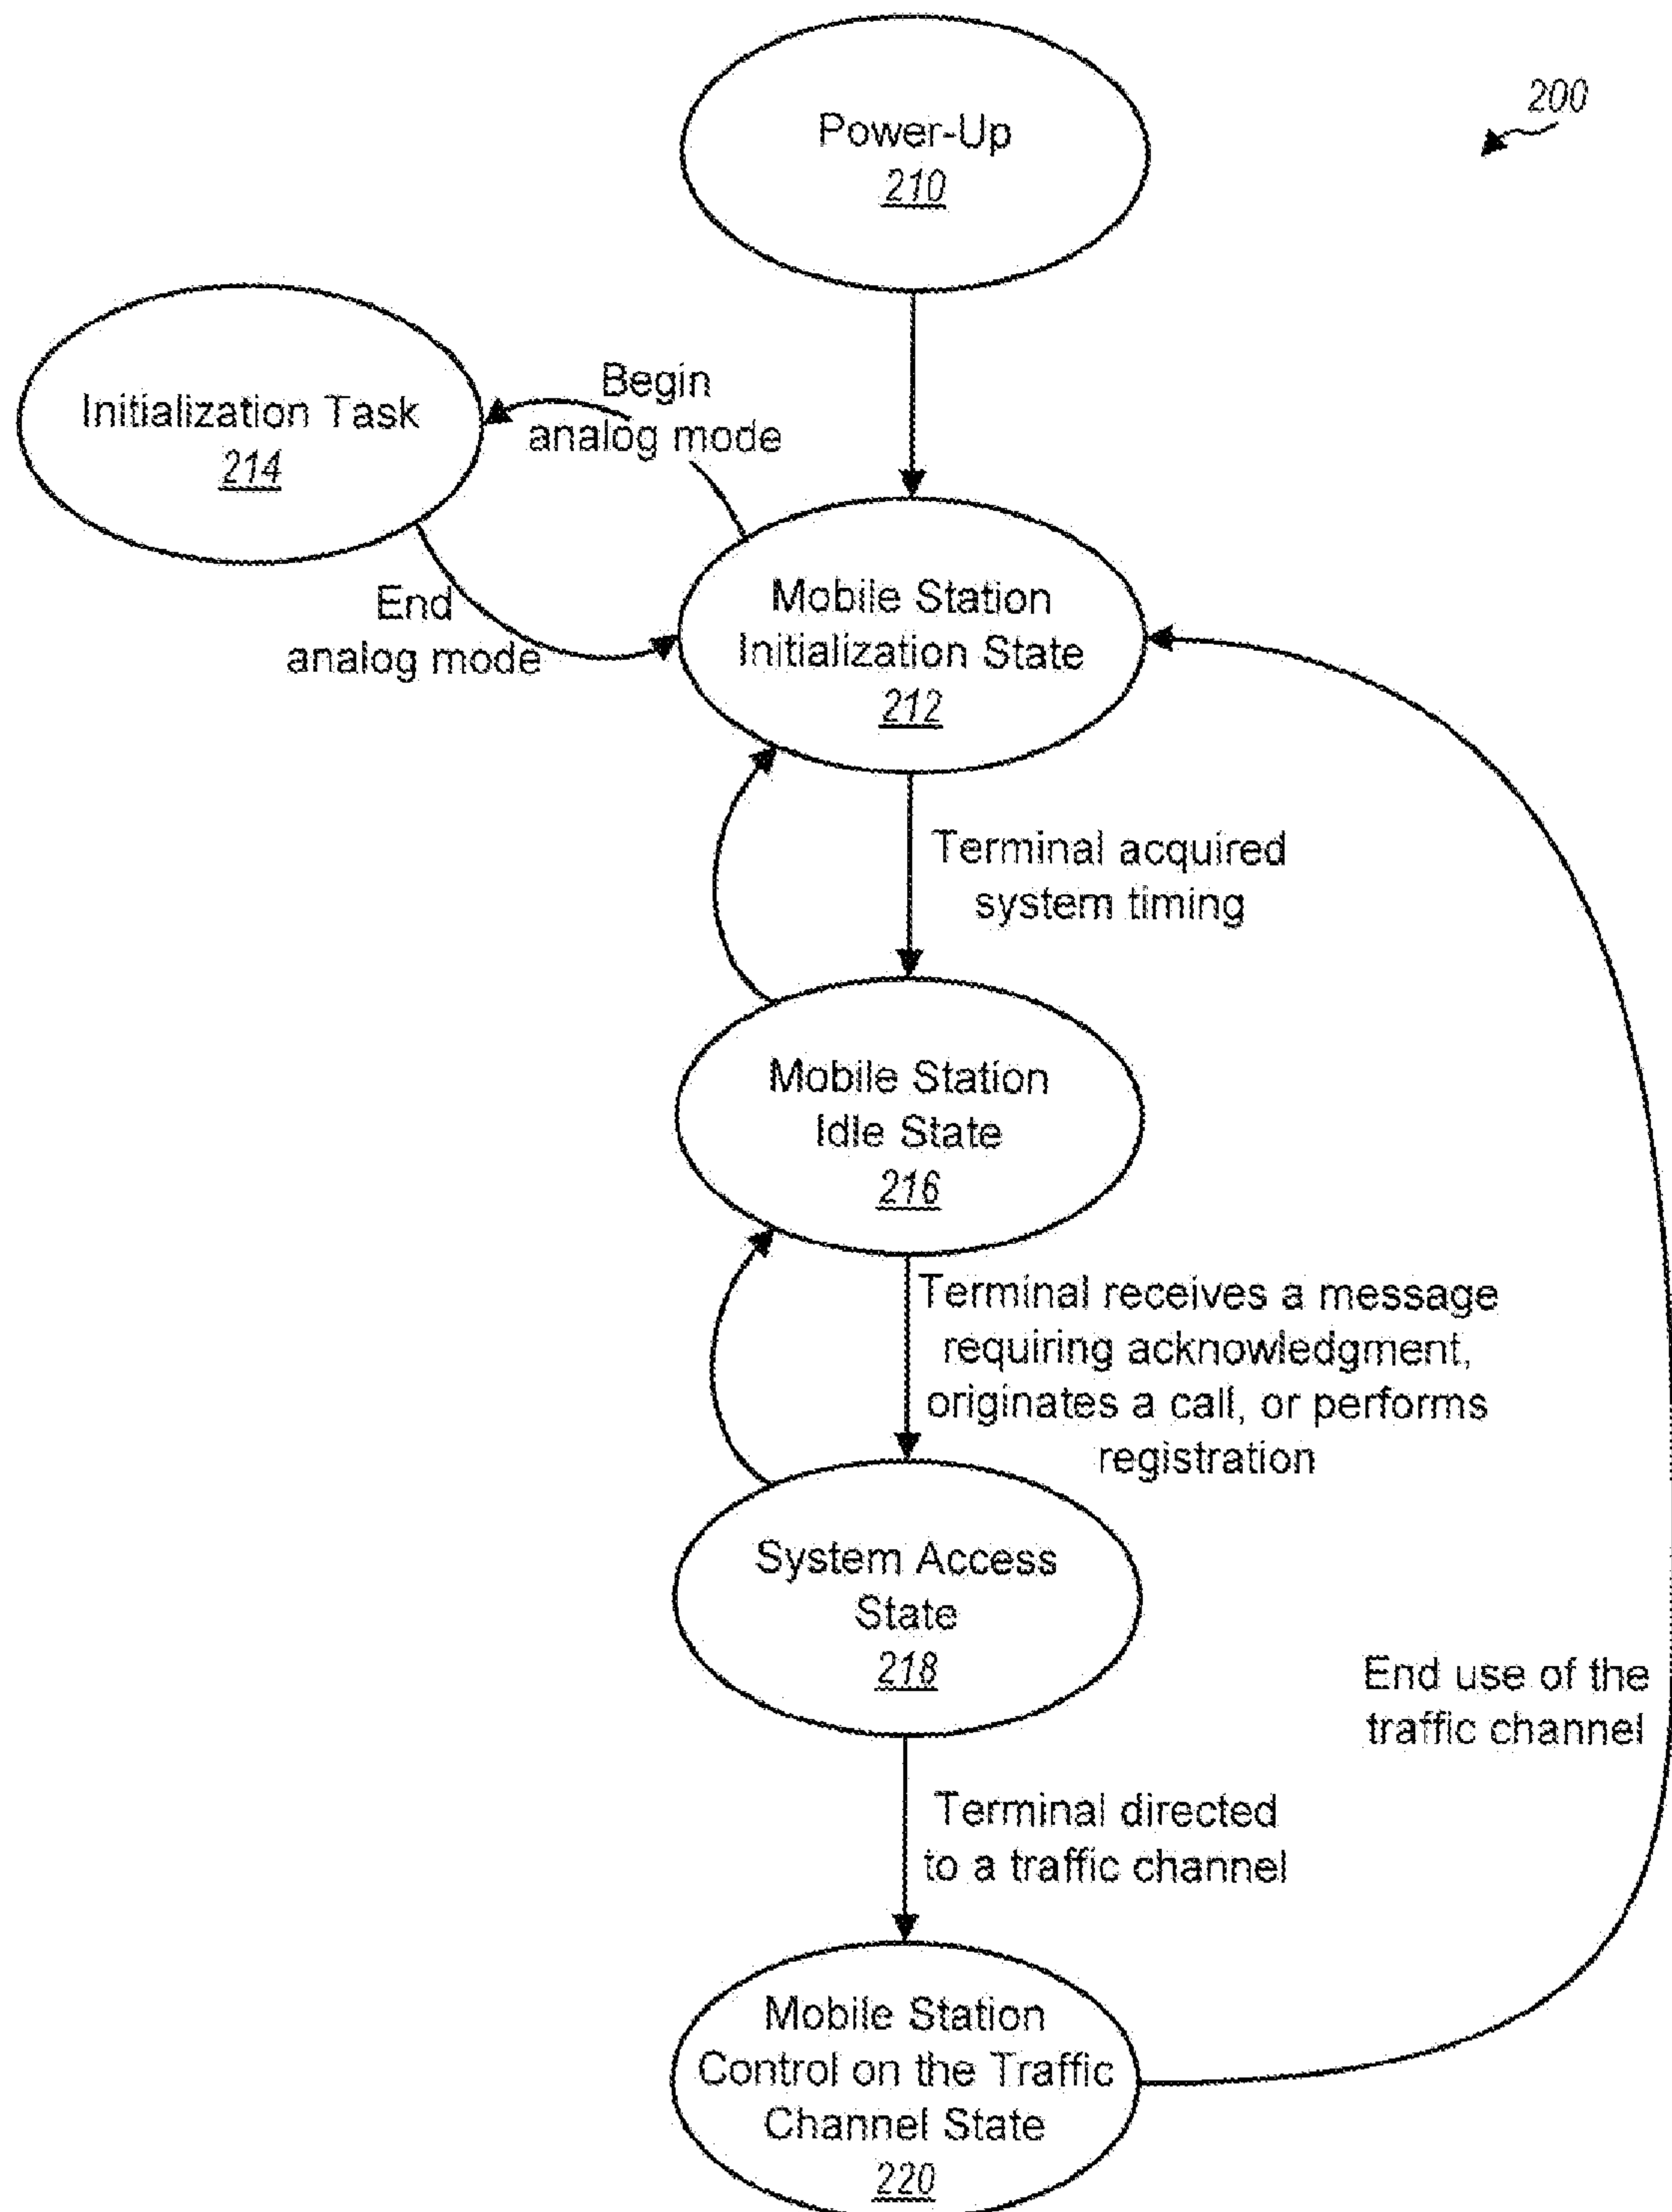 200
Power-Up
210
Begin
analog mode
Initialization Task
214
End
analog mode
Mobile Station
Initialization State
212
Terminal acquired
system timing
Mobile Station
Idle State
216
Terminal receives a message
requiring acknowledgment,
originates a call, or performs
registration
System Access
State
218
End use of the
traffic channel
Terminal directed
to a traffic channel
Mobile Station
Control on the Traffic
Channel State
220